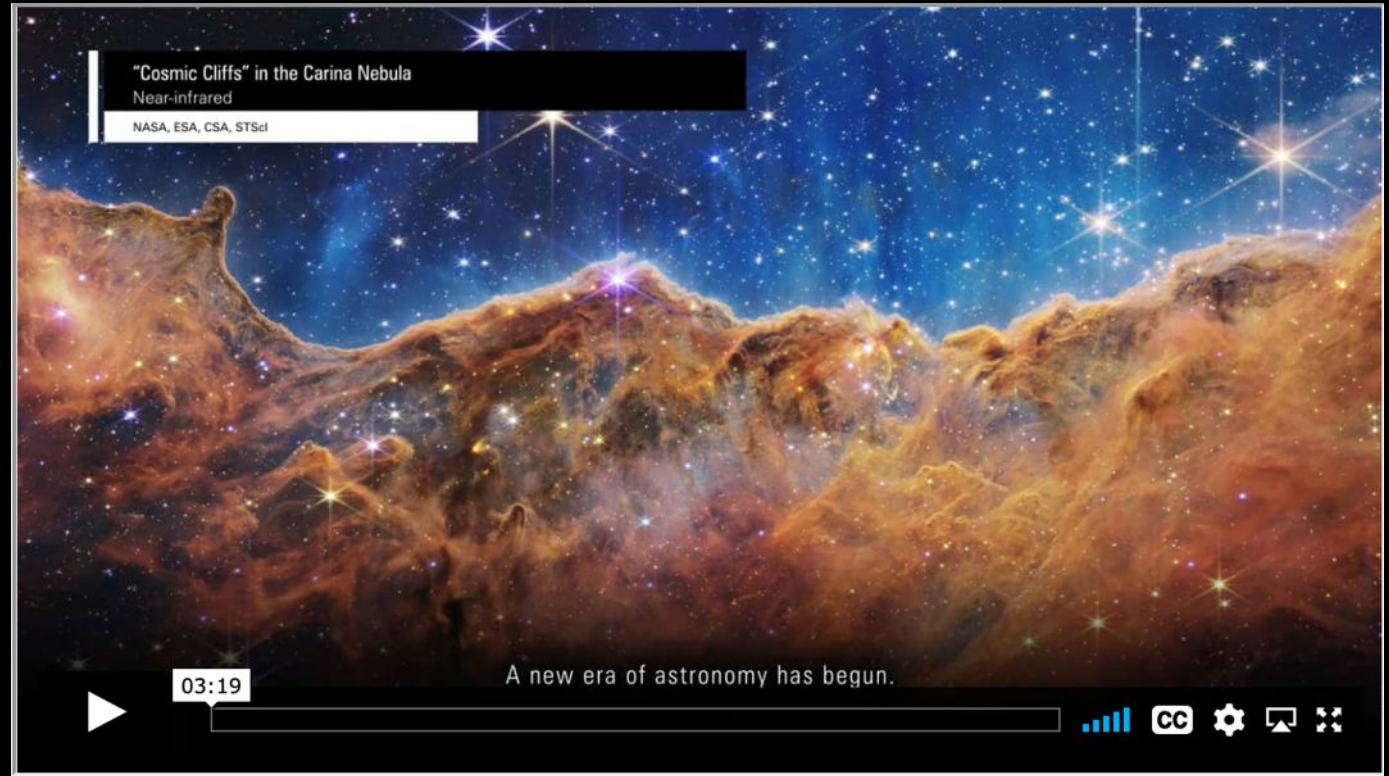 “Cosmic Cliffs” in the Carina Nebula
Near-infrared
NASA, ESA, CSA, STScI
A new era of astronomy has begun.
03:19
CC